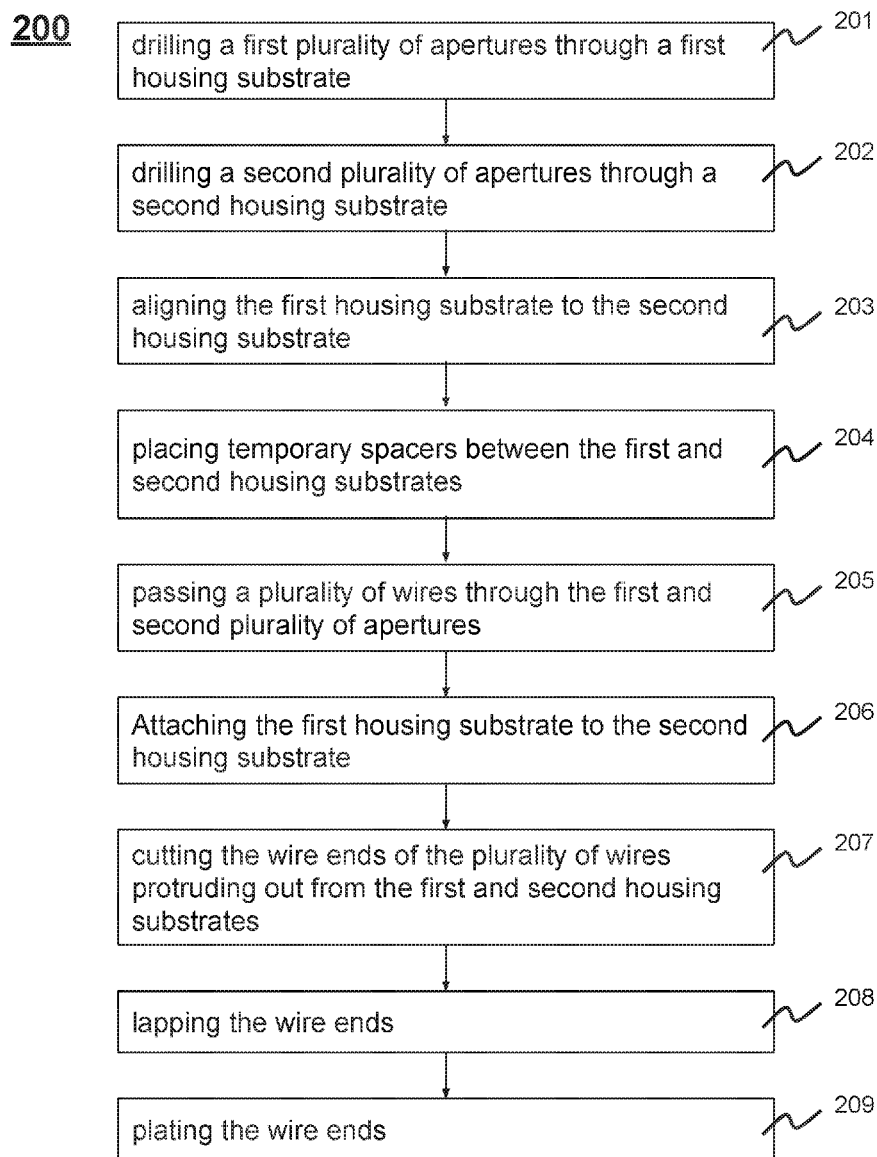 200
drilling a first plurality of apertures through a first
housing substrate
201
drilling a second plurality of apertures through a
second housing substrate
202
aligning the first housing substrate to the second
housing substrate
203
placing temporary spacers between the first and
second housing substrates
204
passing a plurality of wires through the first and
second plurality of apertures
205
Attaching the first housing substrate to the second
housing substrate
206
cutting the wire ends of the plurality of wires
protruding out from the first and second housing
substrates
207
lapping the wire ends
208
plating the wire ends
209